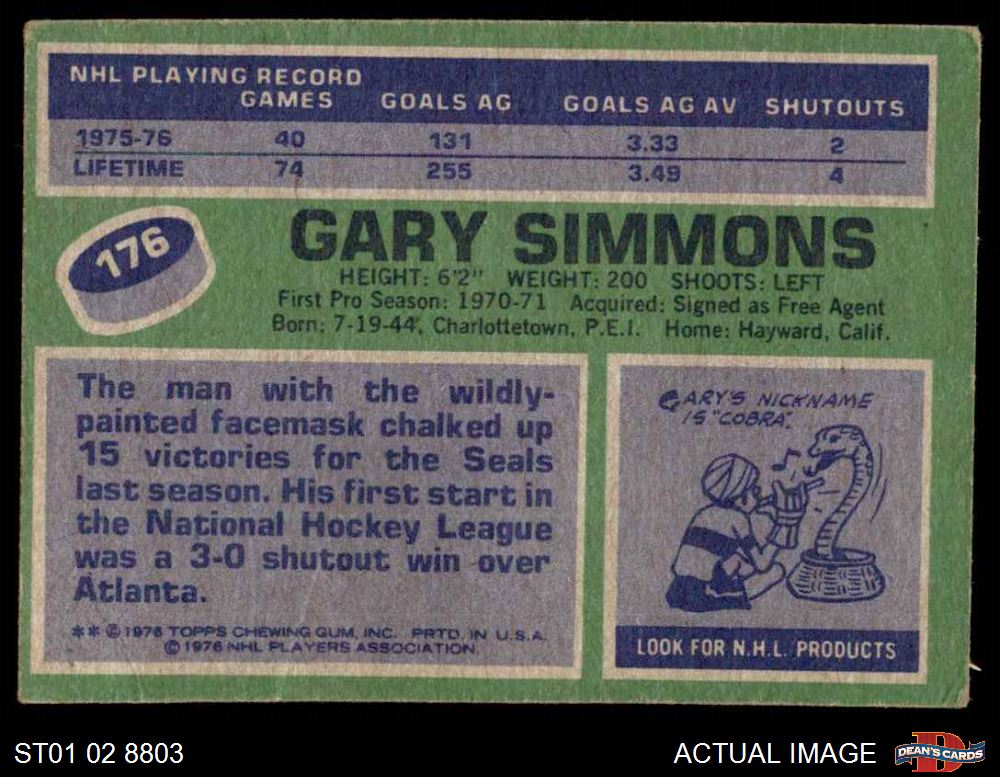 NHL PLAYING RECORD
GAMES GOALS AG GOALS AG AV SHUTOUTS
1975-76 40 131 3.33 2
LIFETIME 74 255 3.49 4
176
GARY SIMMONS
HEIGHT: 6'2" WEIGHT: 200 SHOOTS: LEFT
First Pro Season: 1970-71 Acquired: Signed as Free Agent
Born: 7-19-44, Charlottetown, P.E.I. Home: Hayward, Calif.
The man with the wildly-
painted facemask chalked up
15 victories for the Seals
last season. His first start in
the National Hockey League
was a 3-0 shutout win over
Atlanta.
** © 1976 TOPPS CHEWING GUM, INC. PRTD. IN U.S.A.
© 1976 NHL PLAYERS ASSOCIATION.
GARY'S NICKNAME
IS "COBRA".
LOOK FOR N.H.L. PRODUCTS
ST01 02 8803
ACTUAL IMAGE
D
DEAN'S CARDS